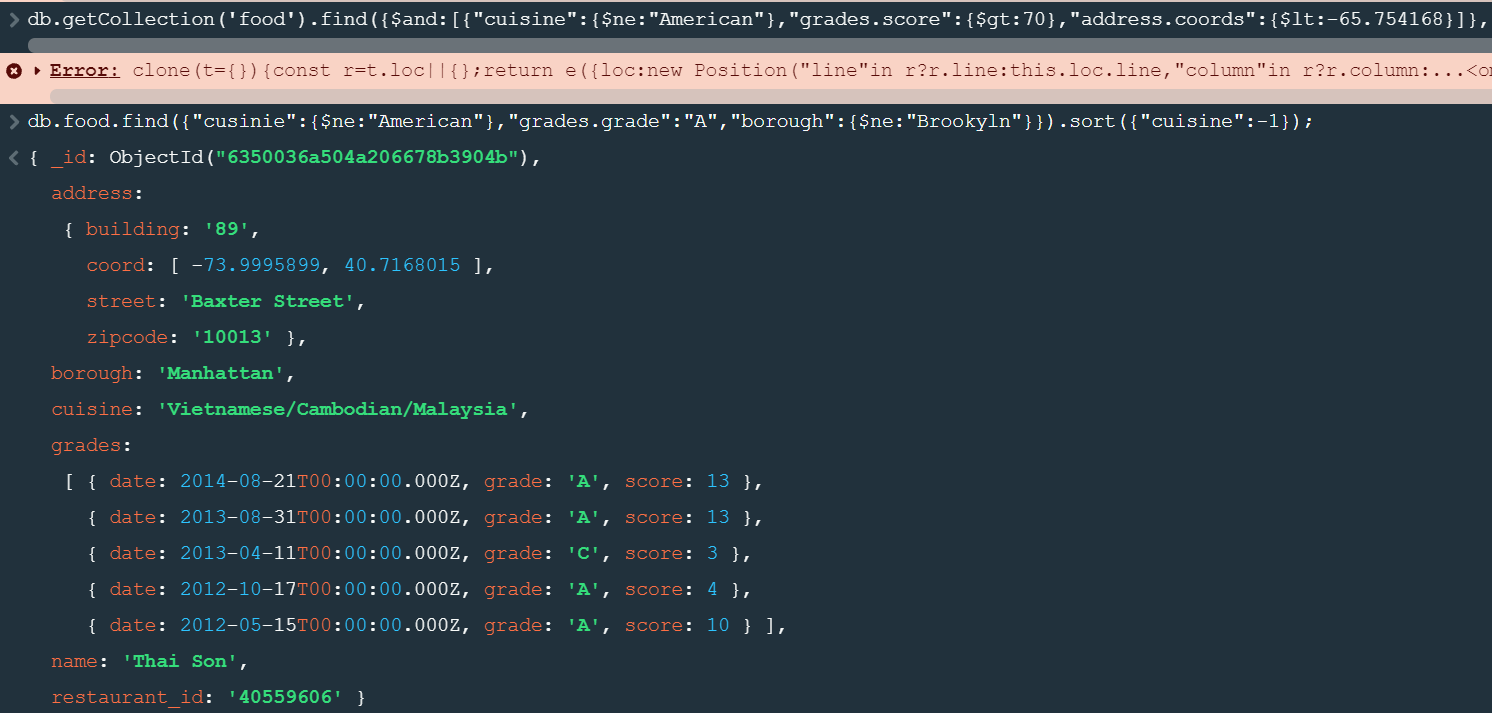 db.getCollection('food').find({$and:[{"cuisine":{$ne:"American"},"grades.score":{$gt:70},"address.coords":{$lt:-65.754168}]},
Error: clone(t={}){const r=t.loc||{};return e({loc:new Position("line"in r?r.line:this.loc.line,"column"in r?r.column:...<o
db.food.find({"cusinie":{$ne:"American"},"grades.grade":"A","borough":{$ne:"Brookyln"}}).sort({"cuisine":-1});
{ _id: ObjectId("6350036a504a206678b3904b"),
address:
{ building: '89',
coord: [ -73.9995899, 40.7168015 ],
street: 'Baxter Street',
zipcode: '10013' },
borough: 'Manhattan',
cuisine: 'Vietnamese/Cambodian/Malaysia',
grades:
[ { date: 2014-08-21T00:00:00.000Z, grade: 'A', score: 13 },
{ date: 2013-08-31T00:00:00.000Z, grade: 'A', score: 13 },
{ date: 2013-04-11T00:00:00.000Z, grade: 'C', score: 3 },
{ date: 2012-10-17T00:00:00.000Z, grade: 'A', score: 4 },
{ date: 2012-05-15T00:00:00.000Z, grade: 'A', score: 10 } ],
name: 'Thai Son',
restaurant_id: '40559606' }